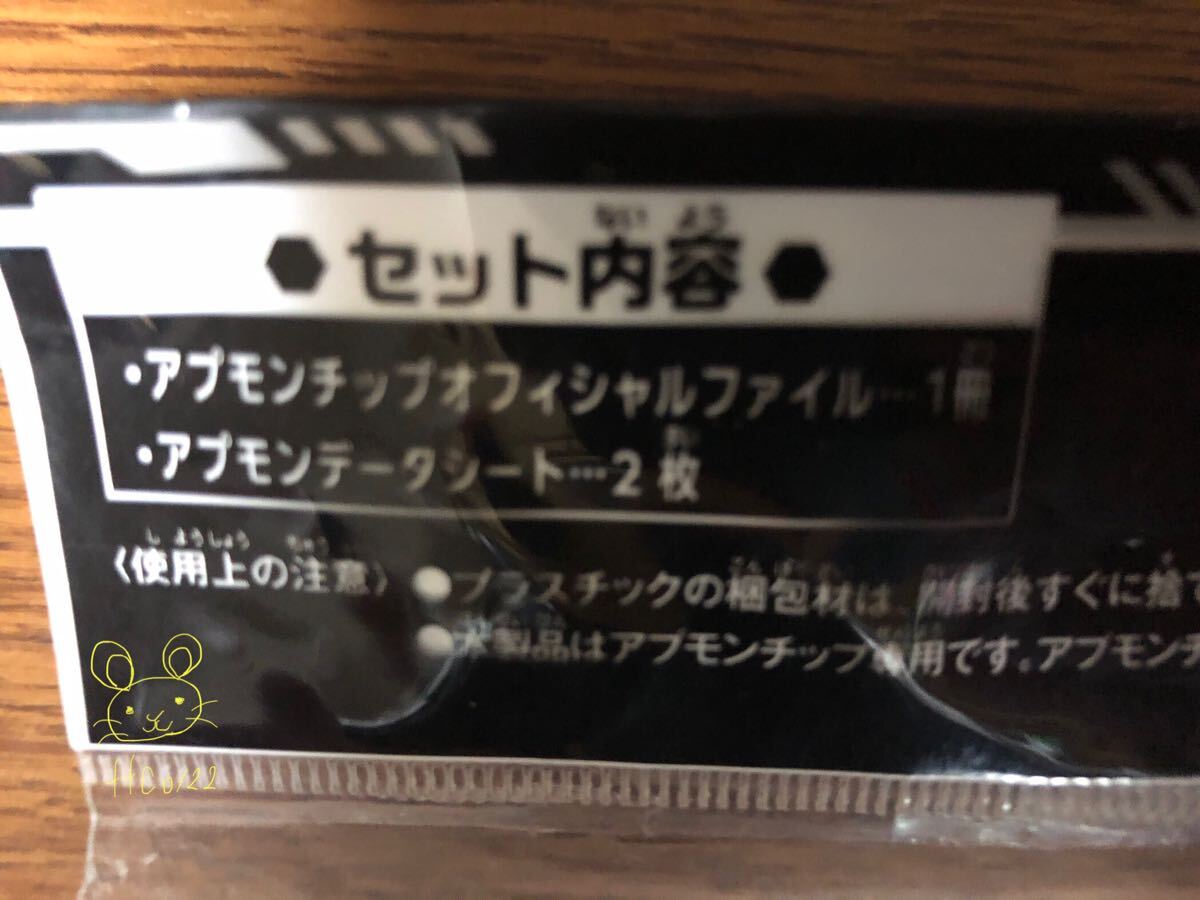 セット内容
・アプモンチップオフィシャルファイル…1冊
・アプモンデータシート…2枚
〈使用上の注意〉●プラスチックの梱包材は、開封後すぐに捨て
●本製品はアプモンチップ専用です。アプモンチ